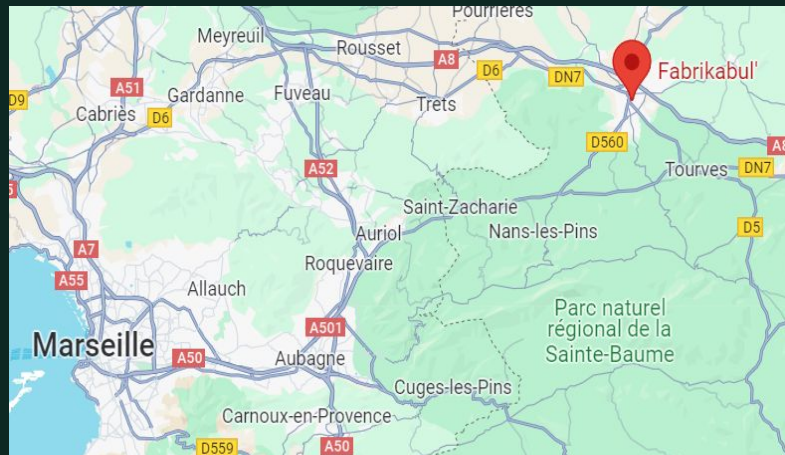 Pourrières
Meyreuil
Rousset
A8
D6
DN7
Fabrikabul'
A51
D9
Gardanne
Fuveau
Trets
Cabriès
D6
D560
A8
A52
Tourves
DN7
5
Saint-Zacharie
A7
Auriol
Nans-les-Pins
D5
Roquevaire
A55
Allauch
Parc naturel
régional de la
Sainte-Baume
A501
Marseille
A50
Aubagne
Cuges-les-Pins
Carnoux-en-Provence
D559
A50